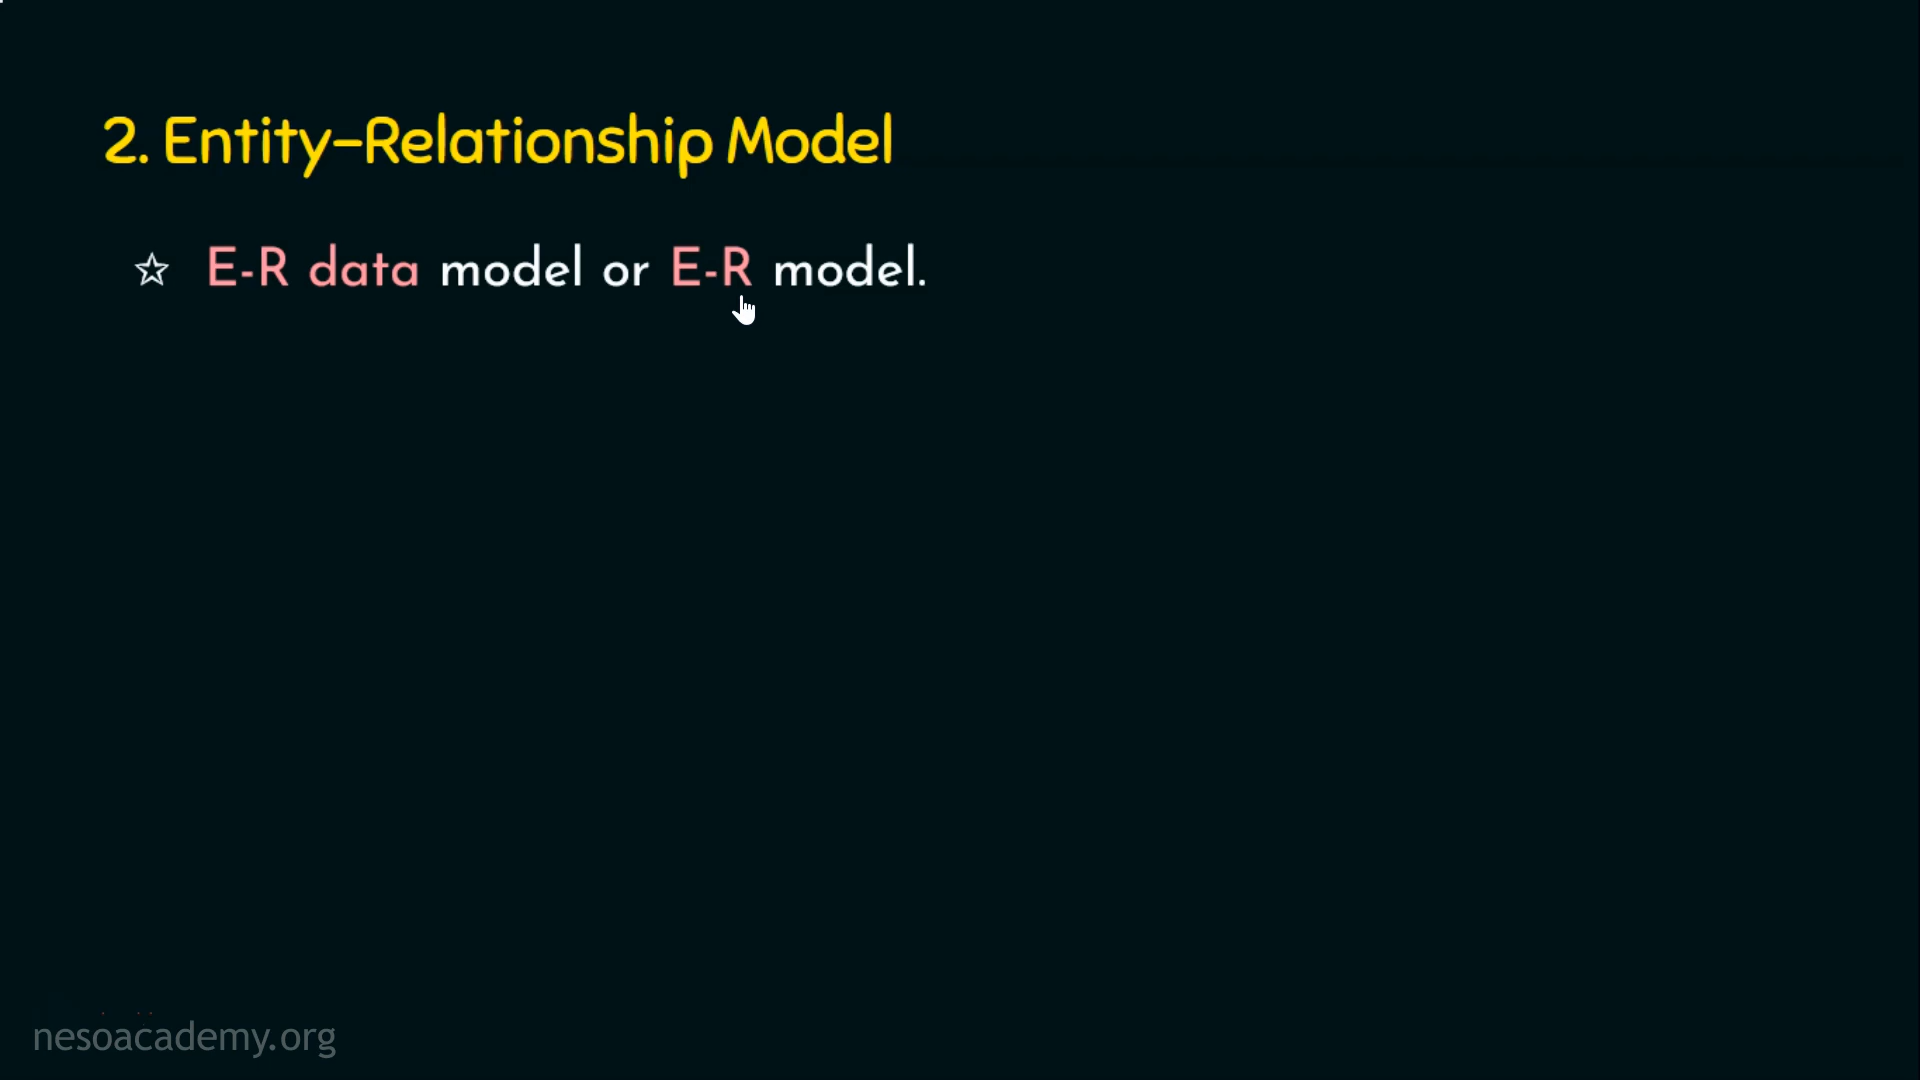 2. Entity-Relationship Model
☆ E-R data model or E-R model.
nesoacademy.org